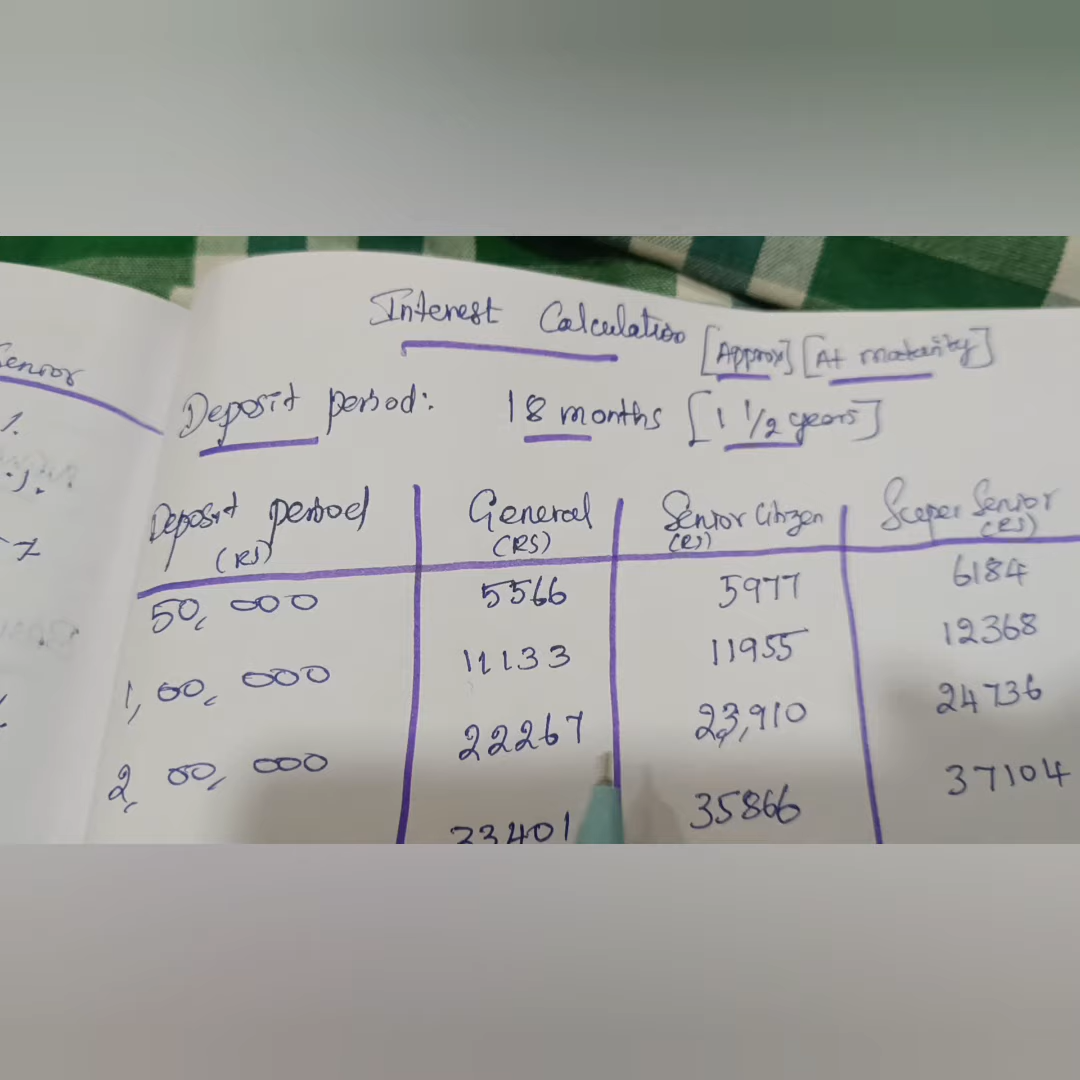 Senior
Interest Calculation [Approx] [At maturity]
Deposit period: 18 months [1 1/2 years]
Deposit period General Senior Citizen Super Senior
(RS) (RS) (RS) (RS)
50,000 5566 5977 6184
1,00,000 11133 11955 12368
2,00,000 22267 23,910 24736
33401 35866 37104